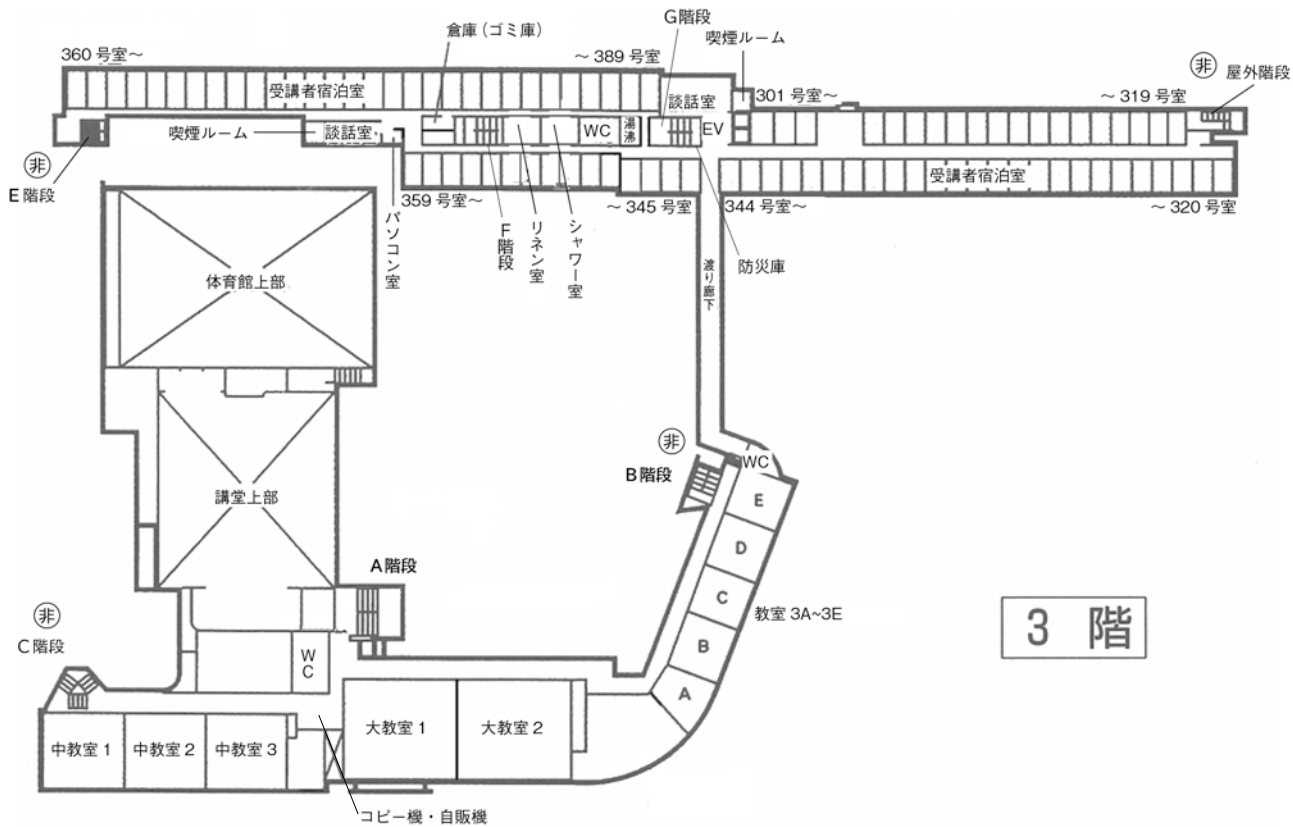 倉庫（ゴミ庫）
G階段
喫煙ルーム
360 号室～
～ 389 号室
受講者宿泊室
談話室
301 号室～
～ 319 号室
非
屋外階段
喫煙ルーム
談話室
WC
湯沸
EV
非
E 階段
359 号室～
～ 345 号室
344 号室～
受講者宿泊室
～ 320 号室
パソコン室
F階段
リネン室
シャワー室
渡り廊下
防災庫
体育館上部
非
B 階段
WC
講堂上部
E
D
C
B
A
教室 3A~3E
A 階段
非
C 階段
WC
中教室 1
中教室 2
中教室 3
大教室 1
大教室 2
コピー機・自販機
3 階